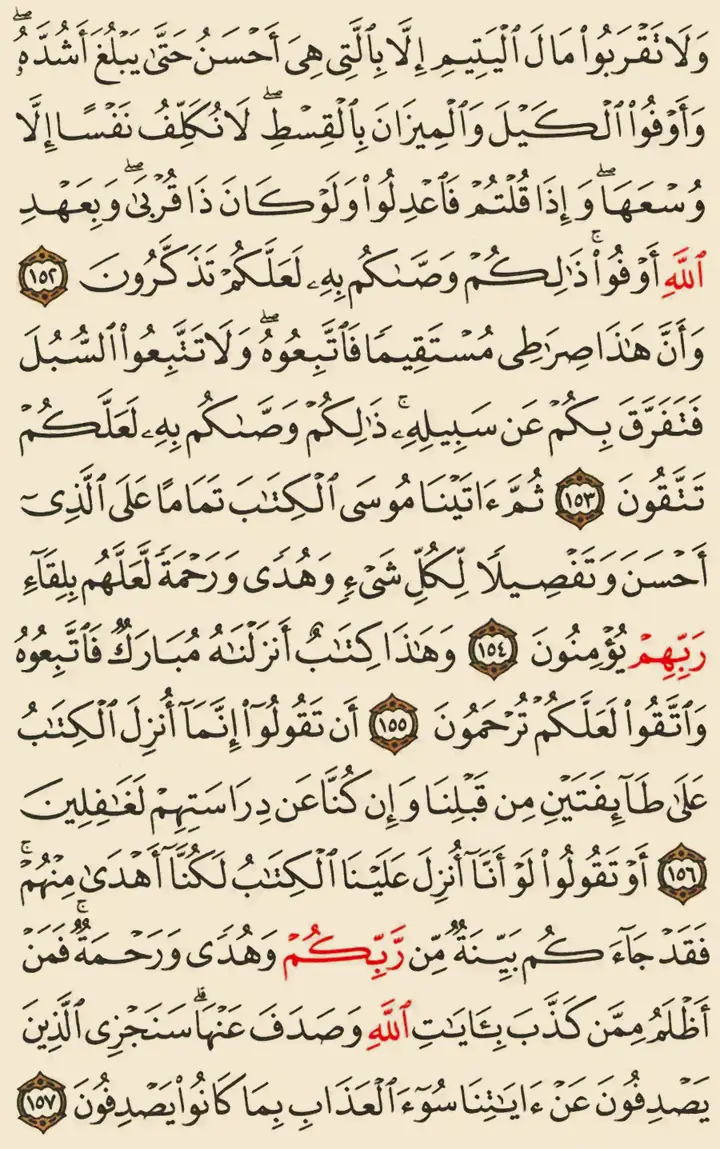 وَلَا تَقْرَبُوا۟ مَالَ ٱلْيَتِيمِ إِلَّا بِٱلَّتِى هِىَ أَحْسَنُ حَتَّىٰ يَبْلُغَ أَشُدَّهُۥۖ
وَأَوْفُوا۟ ٱلْكَيْلَ وَٱلْمِيزَانَ بِٱلْقِسْطِۖ لَا نُكَلِّفُ نَفْسًا إِلَّا
وُسْعَهَاۖ وَإِذَا قُلْتُمْ فَٱعْدِلُوا۟ وَلَوْ كَانَ ذَا قُرْبَىٰۖ وَبِعَهْدِ
ٱللَّهِ أَوْفُوا۟ۚ ذَٰلِكُمْ وَصَّىٰكُم بِهِۦ لَعَلَّكُمْ تَذَكَّرُونَ ١٥٢
وَأَنَّ هَـٰذَا صِرَٰطِى مُسْتَقِيمًا فَٱتَّبِعُوهُۖ وَلَا تَتَّبِعُوا۟ ٱلسُّبُلَ
فَتَفَرَّقَ بِكُمْ عَن سَبِيلِهِۦۚ ذَٰلِكُمْ وَصَّىٰكُم بِهِۦ لَعَلَّكُمْ
تَتَّقُونَ ١٥٣ ثُمَّ ءَاتَيْنَا مُوسَى ٱلْكِتَـٰبَ تَمَامًا عَلَى ٱلَّذِىٓ
أَحْسَنَ وَتَفْصِيلًا لِّكُلِّ شَىْءٍ وَهُدًى وَرَحْمَةً لَّعَلَّهُم بِلِقَآءِ
رَبِّهِمْ يُؤْمِنُونَ ١٥٤ وَهَـٰذَا كِتَـٰبٌ أَنزَلْنَـٰهُ مُبَارَكٌ فَٱتَّبِعُوهُ
وَٱتَّقُوا۟ لَعَلَّكُمْ تُرْحَمُونَ ١٥٥ أَن تَقُولُوٓا۟ إِنَّمَآ أُنزِلَ ٱلْكِتَـٰبُ
عَلَىٰ طَآئِفَتَيْنِ مِن قَبْلِنَا وَإِن كُنَّا عَن دِرَاسَتِهِمْ لَغَـٰفِلِينَ
١٥٦ أَوْ تَقُولُوا۟ لَوْ أَنَّآ أُنزِلَ عَلَيْنَا ٱلْكِتَـٰبُ لَكُنَّآ أَهْدَىٰ مِنْهُمْۚ
فَقَدْ جَآءَكُم بَيِّنَةٌ مِّن رَّبِّكُمْ وَهُدًى وَرَحْمَةٌۚ فَمَنْ
أَظْلَمُ مِمَّن كَذَّبَ بِـَٔايَـٰتِ ٱللَّهِ وَصَدَفَ عَنْهَاۗ سَنَجْزِى ٱلَّذِينَ
يَصْدِفُونَ عَنْ ءَايَـٰتِنَا سُوٓءَ ٱلْعَذَابِ بِمَا كَانُوا۟ يَصْدِفُونَ ١٥٧